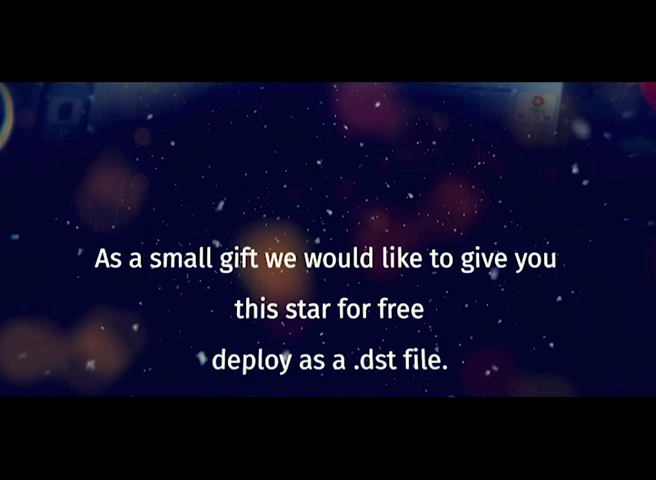 As a small gift we would like to give you
this star for free
deploy as a .dst file.